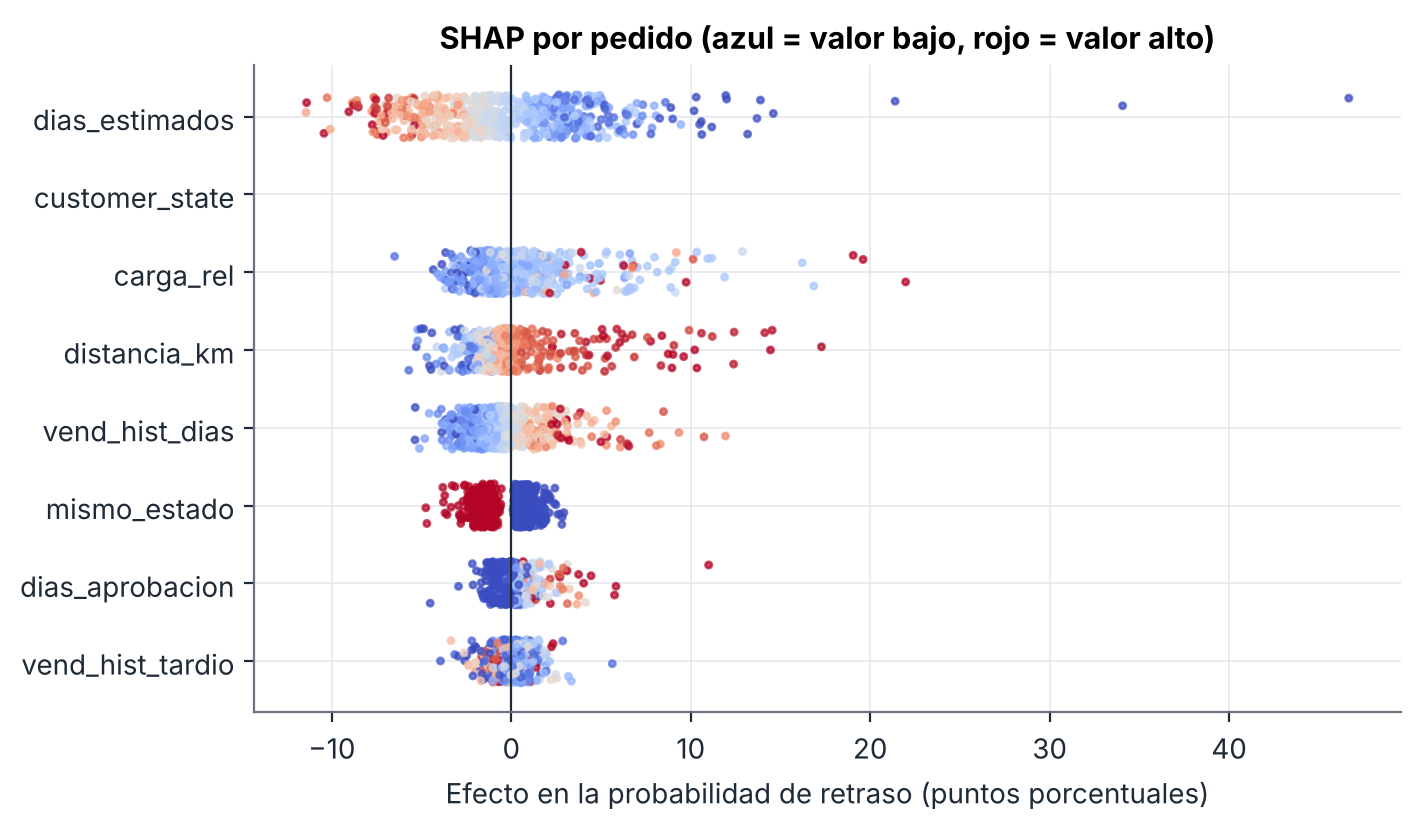 SHAP por pedido (azul = valor bajo, rojo = valor alto)
dias_estimados
customer_state
carga_rel
distancia_km
vend_hist_dias
mismo_estado
dias_aprobacion
vend_hist_tardio
−10 0 10 20 30 40
Efecto en la probabilidad de retraso (puntos porcentuales)